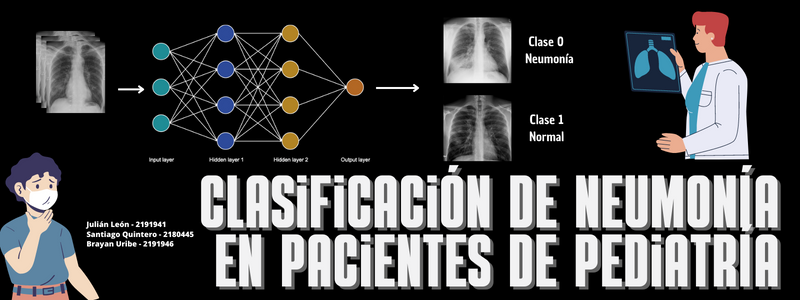 Clase 0
Neumonía
Clase 1
Normal
Input layer
Hidden layer 1
Hidden layer 2
Output layer
CLASiFiCACiÓN DE NEUMONÍA
EN PACiENTES DE PEDiATRÍA
Julián León - 2191941
Santiago Quintero - 2180445
Brayan Uribe - 2191946